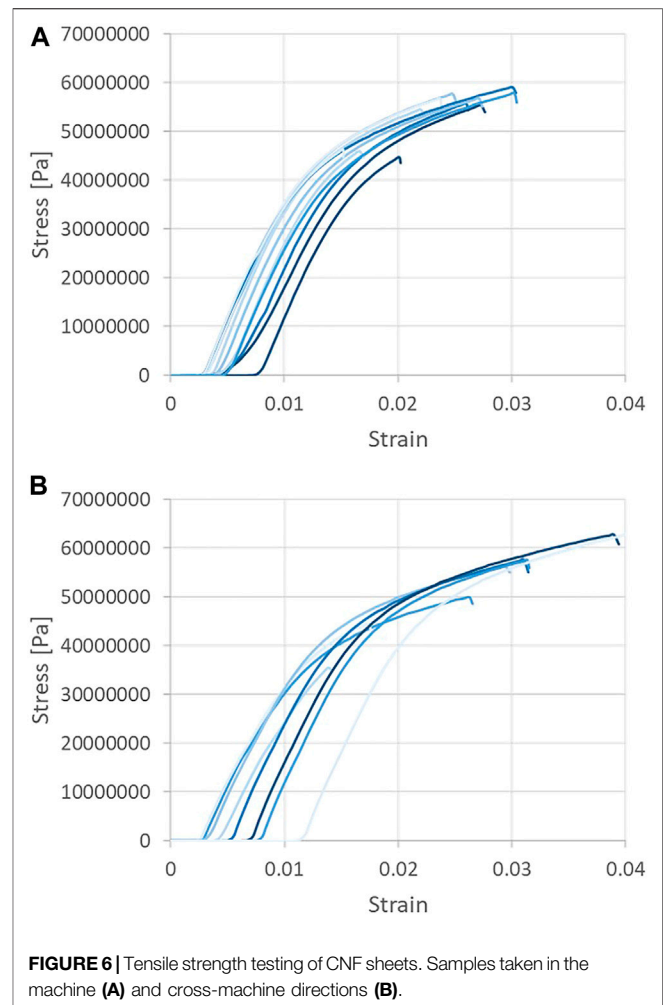 A
70000000
60000000
50000000
40000000
30000000
20000000
10000000
0
Stress [Pa]
0 0.01 0.02 0.03 0.04
Strain
B
70000000
60000000
50000000
40000000
30000000
20000000
10000000
0
Stress [Pa]
0 0.01 0.02 0.03 0.04
Strain
FIGURE 6 | Tensile strength testing of CNF sheets. Samples taken in the
machine (A) and cross-machine directions (B).